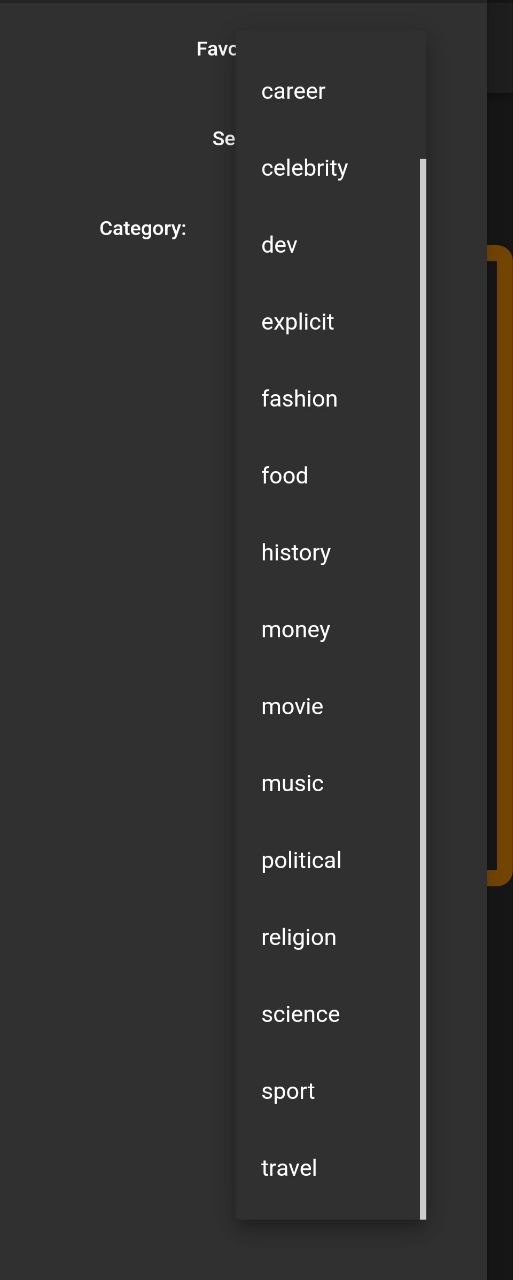 Favo
career
Se
celebrity
Category:
dev
explicit
fashion
food
history
money
movie
music
political
religion
science
sport
travel